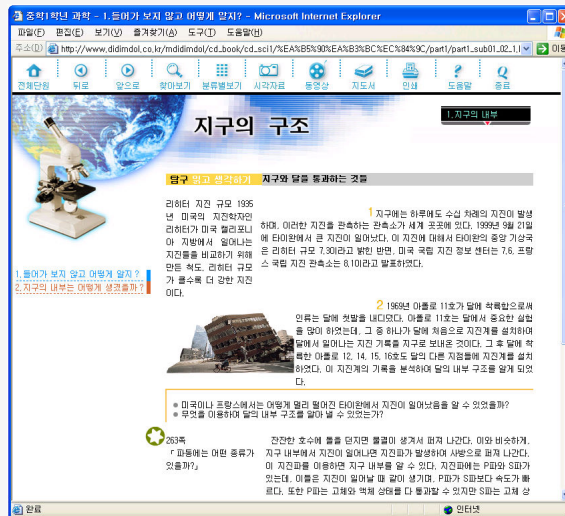 중학1학년 과학 - 1.들어가 보지 않고 어떻게 알지? - Microsoft Internet Explorer
파일(F) 편집(E) 보기(V) 즐겨찾기(A) 도구(T) 도움말(H)
주소(D) http://www.didimdol.co.kr/mdidimdol/cd_book/cd_sci1/%EA%B5%90%EA%B3%BC%EC%84%9C/part1/part1_sub01_02_1.l 이동
전체단원 뒤로 앞으로 찾아보기 분류별보기 시각자료 동영상 지도서 인쇄 도움말 종료
지구의 구조
1.지구의 내부
탐구 읽고 생각하기 지구와 달을 통과하는 것들
리히터 지진 규모 1935
년 미국의 지진학자인
리히터가 미국 캘리포니
아 지방에서 일어나는
지진들을 비교하기 위해
만든 척도. 리히터 규모
가 클수록 더 강한 지진
이다.
1 지구에는 하루에도 수십 차례의 지진이 발생
하며, 이러한 지진을 관측하는 관측소가 세계 곳곳에 있다. 1999년 9월 21일
에 타이완에서 큰 지진이 일어났다. 이 지진에 대해서 타이완의 중앙 기상국
은 리히터 규모 7.3이라고 밝힌 반면, 미국 국립 지진 정보 센터는 7.6, 프랑
스 국립 지진 관측소는 8.1이라고 발표하였다.
1.들어가 보지 않고 어떻게 알지?
2.지구의 내부는 어떻게 생겼을까?
2 1969년 아폴로 11호가 달에 착륙함으로써
인류는 달에 첫발을 내디뎠다. 아폴로 11호는 달에서 중요한 실험
을 많이 하였는데, 그 중 하나가 달에 처음으로 지진계를 설치하여
달에서 일어나는 지진 기록을 지구로 보내온 것이다. 그 후 달에 착
륙한 아폴로 12, 14, 15, 16호도 달의 다른 지점들에 지진계를 설치
하였다. 이 지진계의 기록을 분석하여 달의 내부 구조를 알게 되었
다.
미국이나 프랑스에서는 어떻게 멀리 떨어진 타이완에서 지진이 일어났음을 알 수 있었을까?
무엇을 이용하여 달의 내부 구조를 알아 낼 수 있었는가?
263쪽
「파동에는 어떤 종류가
있을까?」
잔잔한 호수에 돌을 던지면 물결이 생겨서 퍼져 나간다. 이와 비슷하게,
지구 내부에서 지진이 일어나면 지진파가 발생하여 사방으로 퍼져 나간다.
이 지진파를 이용하면 지구 내부를 알 수 있다. 지진파에는 P파와 S파가
있는데, 이들은 지진이 일어날 때 같이 생기며, P파가 S파보다 속도가 빠
르다. 또한 P파는 고체와 액체 상태를 다 통과할 수 있지만 S파는 고체 상
완료 인터넷